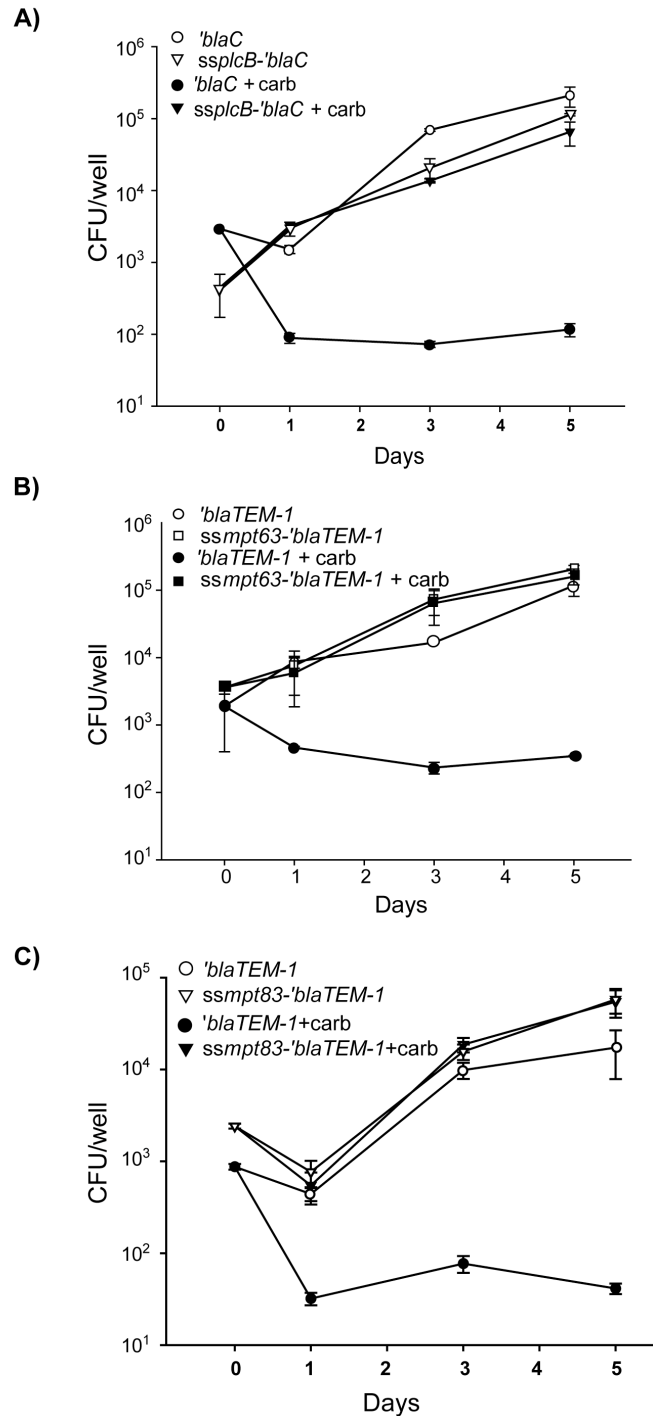 A)
'blaC
ssplcB-'blaC
'blaC + carb
ssplcB-'blaC + carb
10^6
10^5
10^4
10^3
10^2
10^1
CFU/well
0 1 2 3 4 5
Days
B)
'blaTEM-1
ssmpt63-'blaTEM-1
'blaTEM-1 + carb
ssmpt63-'blaTEM-1 + carb
10^6
10^5
10^4
10^3
10^2
10^1
CFU/well
0 1 2 3 4 5
Days
C)
'blaTEM-1
ssmpt83-'blaTEM-1
'blaTEM-1+carb
ssmpt83-'blaTEM-1+carb
10^5
10^4
10^3
10^2
10^1
CFU/well
0 1 2 3 4 5
Days